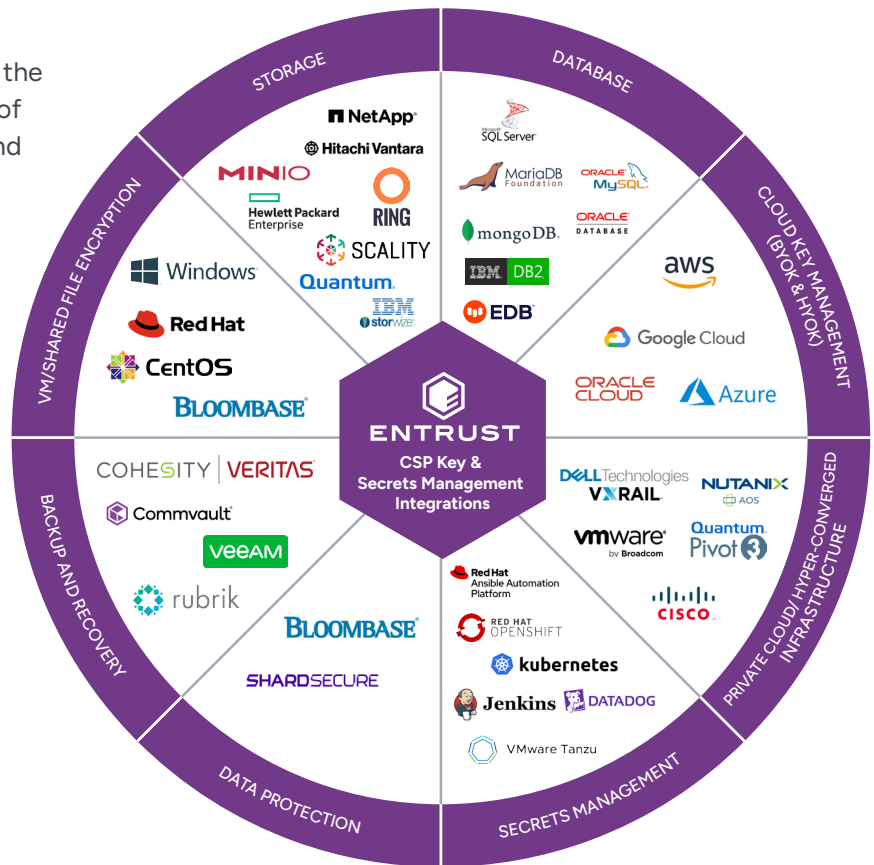 the
of
nd
STORAGE
NetApp
Hitachi Vantara
MINIO
Hewlett Packard
Enterprise
RING
SCALITY
Quantum
IBM
storwize
DATABASE
Microsoft
SQL Server
MariaDB
Foundation
ORACLE
MySQL
mongoDB
ORACLE
DATABASE
IBM DB2
EDB
CLOUD KEY MANAGEMENT
(BYOK & HYOK)
aws
Google Cloud
ORACLE
CLOUD
Azure
PRIVATE CLOUD/ HYPER-CONVERGED
INFRASTRUCTURE
DELLTechnologies
VXRAIL
NUTANIX
AOS
vmware
by Broadcom
Quantum
Pivot3
CISCO
SECRETS MANAGEMENT
Red Hat
Ansible Automation
Platform
RED HAT
OPENSHIFT
kubernetes
Jenkins
DATADOG
VMware Tanzu
DATA PROTECTION
BLOOMBASE
SHARDSECURE
BACKUP AND RECOVERY
COHESITY | VERITAS
Commvault
veeAM
rubrik
VM/SHARED FILE ENCRYPTION
Windows
Red Hat
CentOS
BLOOMBASE
ENTRUST
CSP Key &
Secrets Management
Integrations